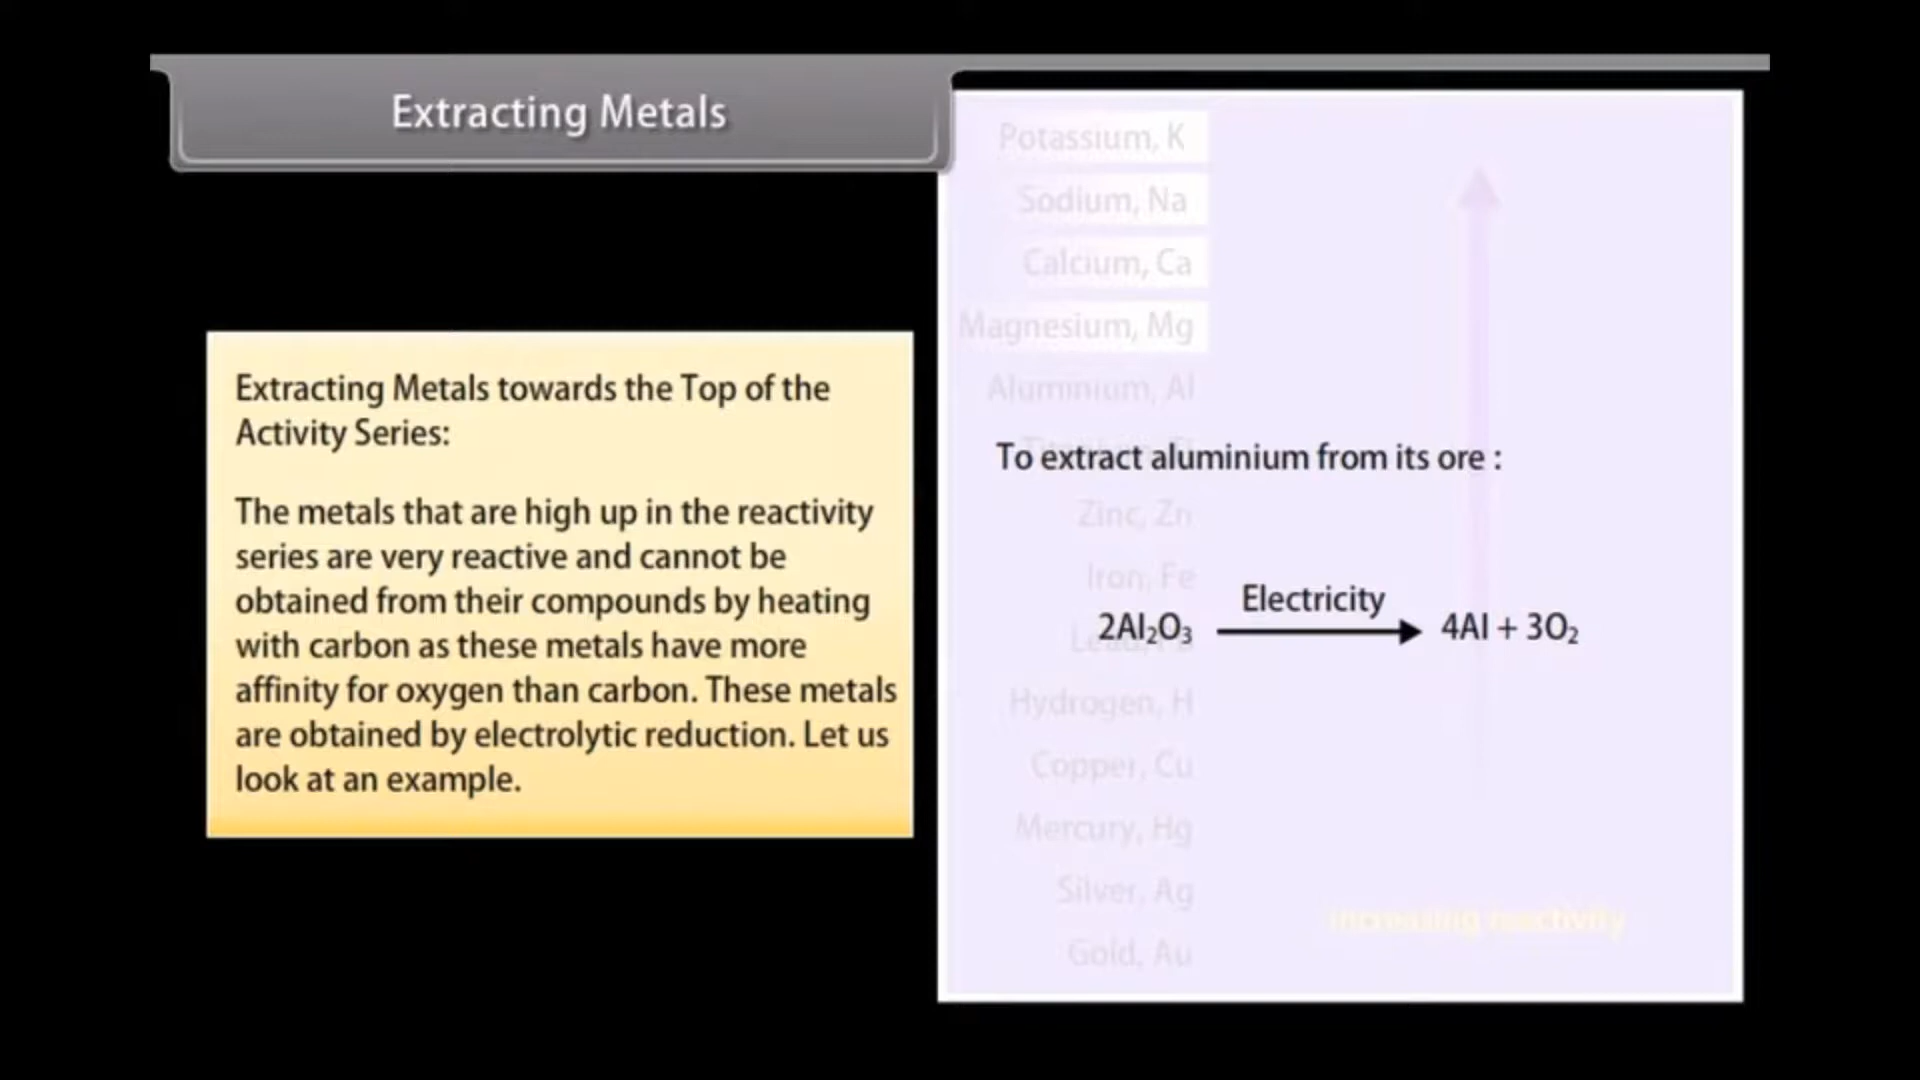 Extracting Metals
Extracting Metals towards the Top of the
Activity Series:
The metals that are high up in the reactivity
series are very reactive and cannot be
obtained from their compounds by heating
with carbon as these metals have more
affinity for oxygen than carbon. These metals
are obtained by electrolytic reduction. Let us
look at an example.
Potassium, K
Sodium, Na
Calcium, Ca
Magnesium, Mg
Aluminium, Al
To extract aluminium from its ore :
Zinc, Zn
Iron, Fe
Electricity
2Al₂O₃ 4Al + 3O₂
Hydrogen, H
Copper, Cu
Mercury, Hg
Silver, Ag
increasing reactivity
Gold, Au